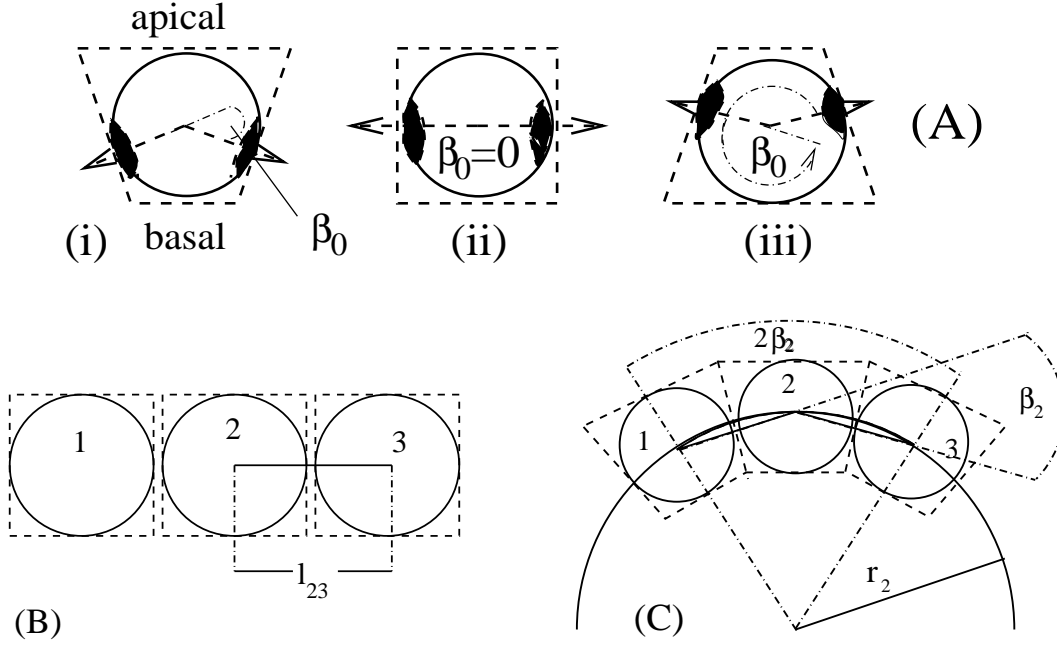 apical
basal
β₀
(i)
β₀=0
(ii)
β₀
(iii)
(A)
1
2
3
l₂₃
(B)
2β₂
1
2
3
β₂
r₂
(C)